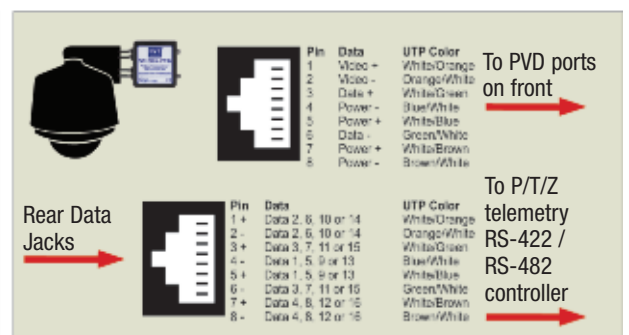 Pin Data UTP Color
1 Video + White/Orange
2 Video - Orange/White
3 Data + White/Green
4 Power - Blue/White
5 Power + White/Blue
6 Data - Green/White
7 Power + White/Brown
8 Power - Brown/White
To PVD ports
on front
Rear Data
Jacks
Pin Data UTP Color
1 + Data 2, 6, 10 or 14 White/Orange
2 - Data 2, 6, 10 or 14 Orange/White
3 + Data 3, 7, 11 or 15 White/Green
4 - Data 1, 5, 9 or 13 Blue/White
5 + Data 1, 5, 9 or 13 White/Blue
6 - Data 3, 7, 11 or 15 Green/White
7 + Data 4, 8, 12 or 16 White/Brown
8 - Data 4, 8, 12 or 16 Brown/White
To P/T/Z
telemetry
RS-422 /
RS-482
controller